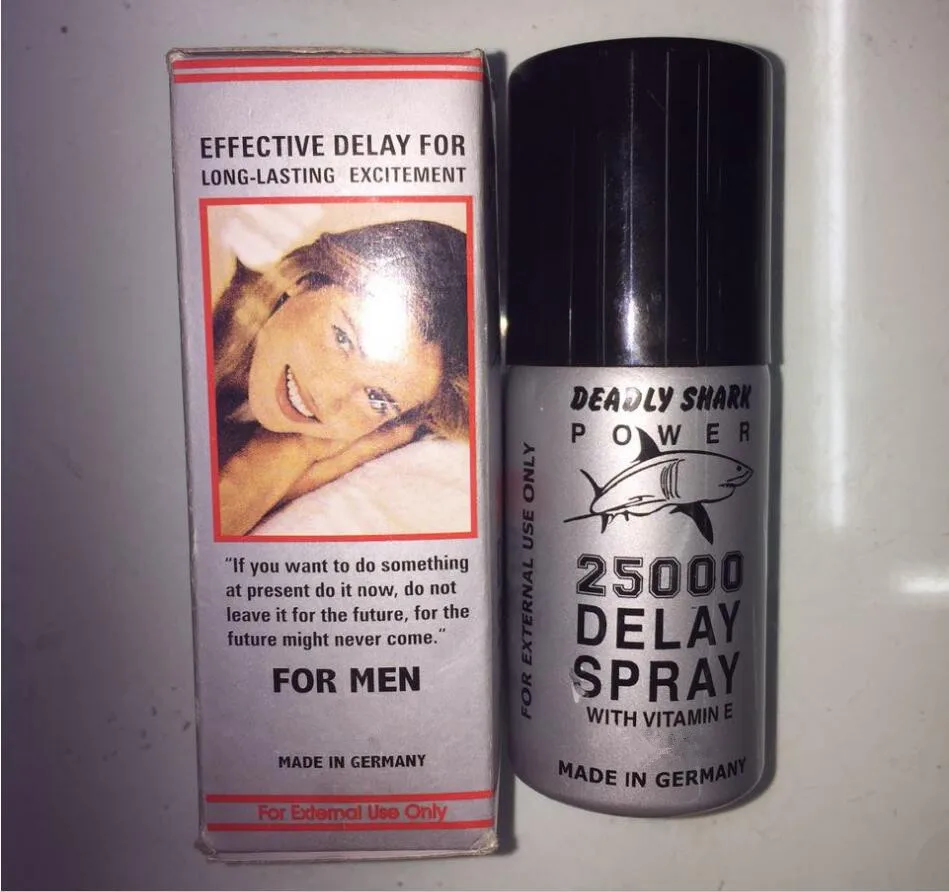 EFFECTIVE DELAY FOR
LONG-LASTING EXCITEMENT
"If you want to do something
at present do it now, do not
leave it for the future, for the
future might never come."
FOR MEN
MADE IN GERMANY
For External Use Only
FOR EXTERNAL USE ONLY
DEADLY SHARK
POWER
25000
DELAY
SPRAY
WITH VITAMIN E
MADE IN GERMANY